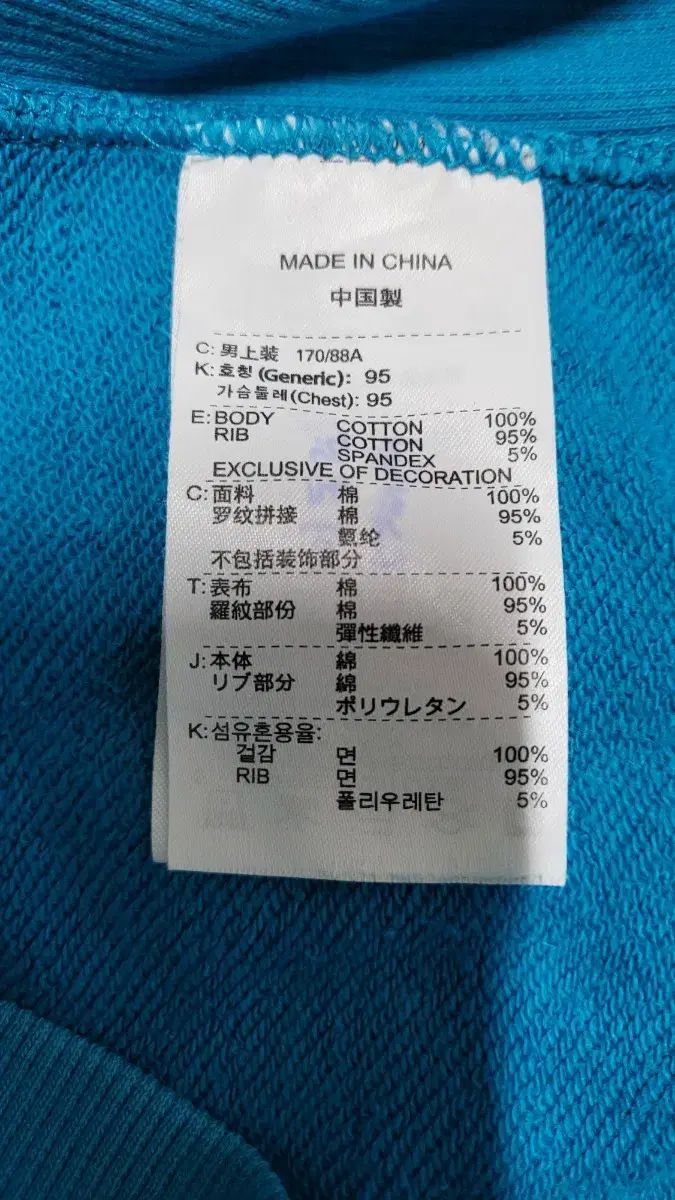 MADE IN CHINA
中国製
C: 男上装 170/88A
K: 호칭 (Generic): 95
가슴둘레(Chest): 95
E: BODY COTTON 100%
RIB COTTON 95%
SPANDEX 5%
EXCLUSIVE OF DECORATION
C: 面料 棉 100%
罗纹拼接 棉 95%
氨纶 5%
不包括装饰部分
T: 表布 棉 100%
羅紋部份 棉 95%
彈性纖維 5%
J: 本体 綿 100%
リブ部分 綿 95%
ポリウレタン 5%
K: 섬유혼용율:
겉감 면 100%
RIB 면 95%
폴리우레탄 5%